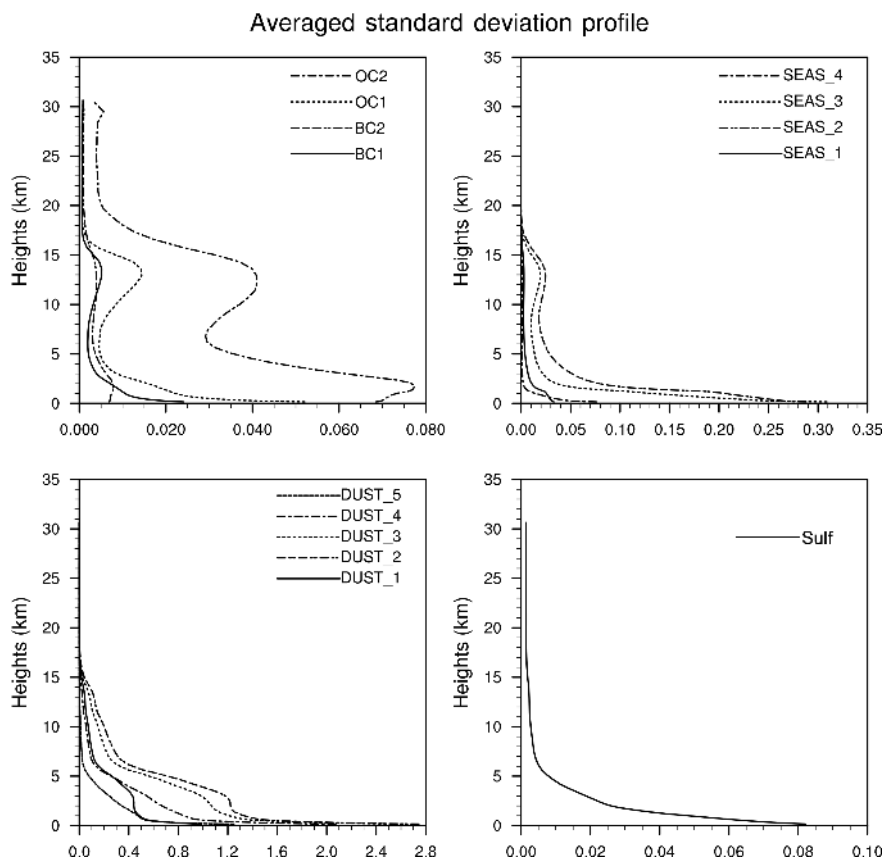 Averaged standard deviation profile
35
30
25
20
15
10
5
0
Heights (km)
OC2
OC1
BC2
BC1
0.000 0.020 0.040 0.060 0.080
35
30
25
20
15
10
5
0
Heights (km)
SEAS_4
SEAS_3
SEAS_2
SEAS_1
0.00 0.05 0.10 0.15 0.20 0.25 0.30 0.35
35
30
25
20
15
10
5
0
Heights (km)
DUST_5
DUST_4
DUST_3
DUST_2
DUST_1
0.0 0.4 0.8 1.2 1.6 2.0 2.4 2.8
35
30
25
20
15
10
5
0
Heights (km)
Sulf
0.00 0.02 0.04 0.06 0.08 0.10